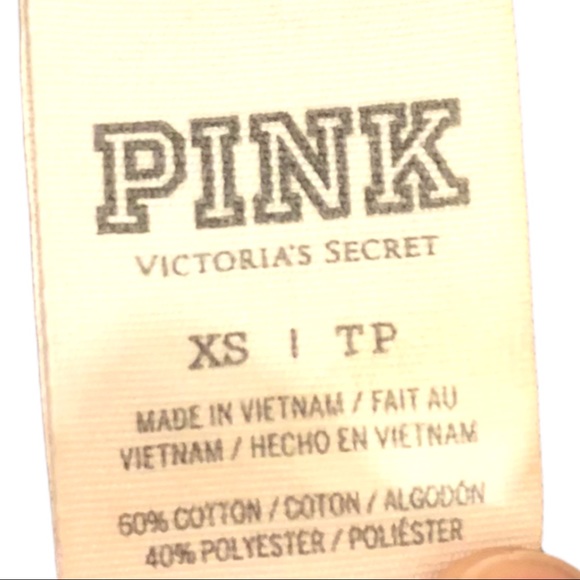 PINK
VICTORIA'S SECRET
XS | TP
MADE IN VIETNAM / FAIT AU
VIETNAM / HECHO EN VIETNAM
60% COTTON / COTON / ALGODÓN
40% POLYESTER / POLIÉSTER